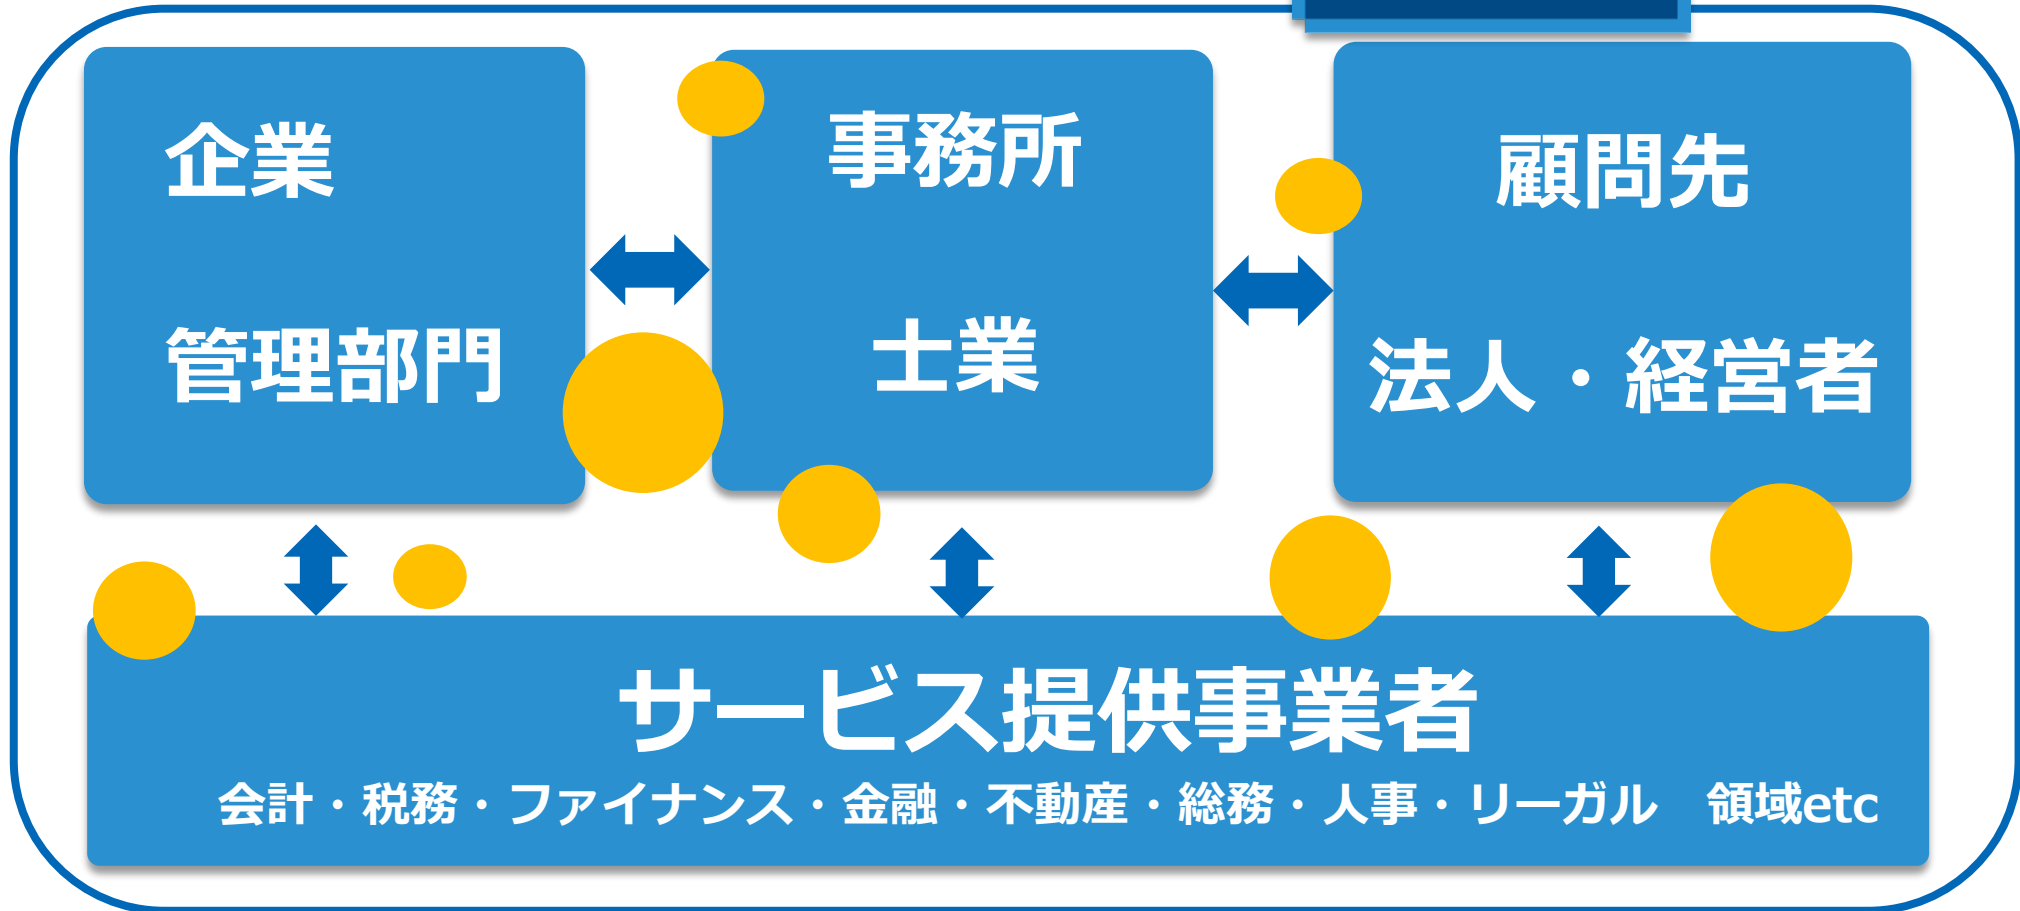 企業
管理部門
事務所
士業
顧問先
法人・経営者
サービス提供事業者
会計・税務・ファイナンス・金融・不動産・総務・人事・リーガル　領域etc